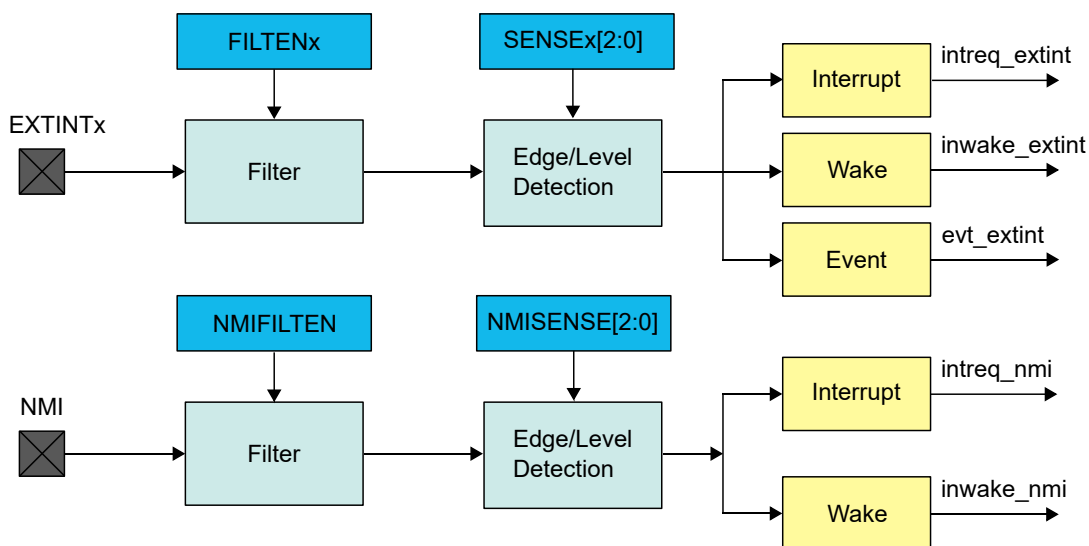 FILTENx
SENSEx[2:0]
intreq_extint
Interrupt
EXTINTx
Filter
Edge/Level
Detection
inwake_extint
Wake
evt_extint
Event
NMIFILTEN
NMISENSE[2:0]
intreq_nmi
Interrupt
NMI
Filter
Edge/Level
Detection
inwake_nmi
Wake